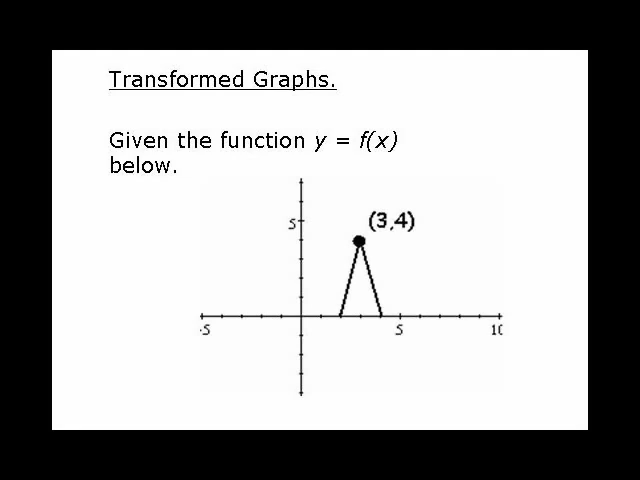 Transformed Graphs.
Given the function y = f(x)
below.
5
(3,4)
-5
5
10